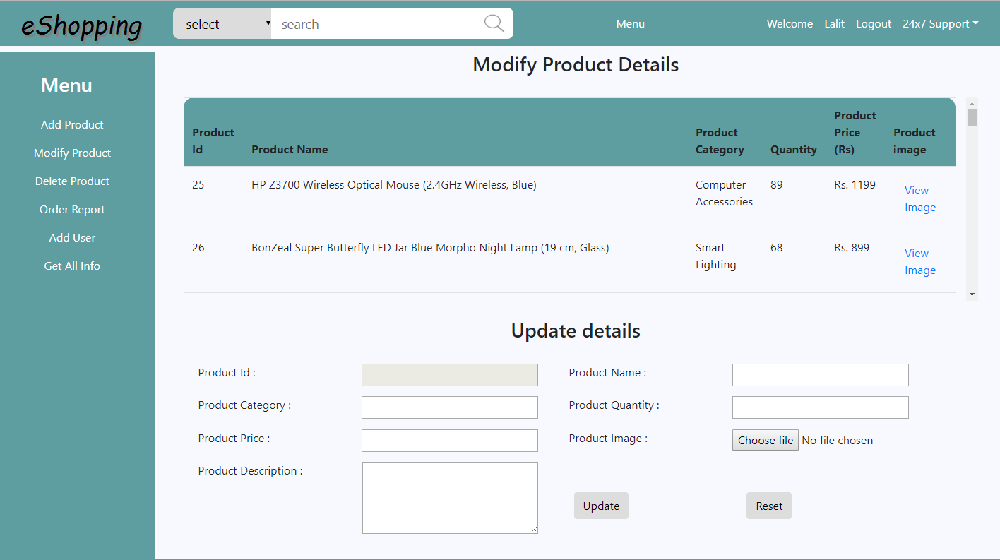 eShopping
-select-
search
Menu
Welcome Lalit Logout 24x7 Support
Menu
Add Product
Modify Product
Delete Product
Order Report
Add User
Get All Info
Modify Product Details
Product Id
Product Name
Product Category
Quantity
Product Price (Rs)
Product image
25
HP Z3700 Wireless Optical Mouse (2.4GHz Wireless, Blue)
Computer
Accessories
89
Rs. 1199
View
Image
26
BonZeal Super Butterfly LED Jar Blue Morpho Night Lamp (19 cm, Glass)
Smart
Lighting
68
Rs. 899
View
Image
Update details
Product Id :
Product Name :
Product Category :
Product Quantity :
Product Price :
Product Image :
Choose file No file chosen
Product Description :
Update
Reset